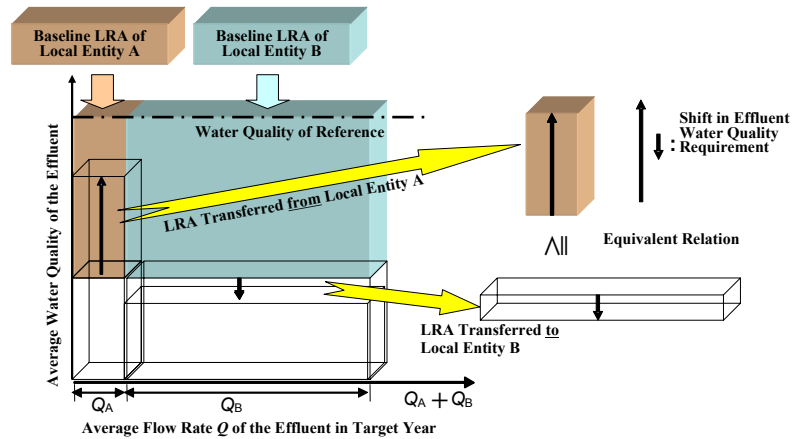 Baseline LRA of
Local Entity A
Baseline LRA of
Local Entity B
Water Quality of Reference
Shift in Effluent
Water Quality
Requirement
:
LRA Transferred from Local Entity A
Average Water Quality of the Effluent
Equivalent Relation
LRA Transferred to
Local Entity B
QA
QB
QA + QB
Average Flow Rate Q of the Effluent in Target Year